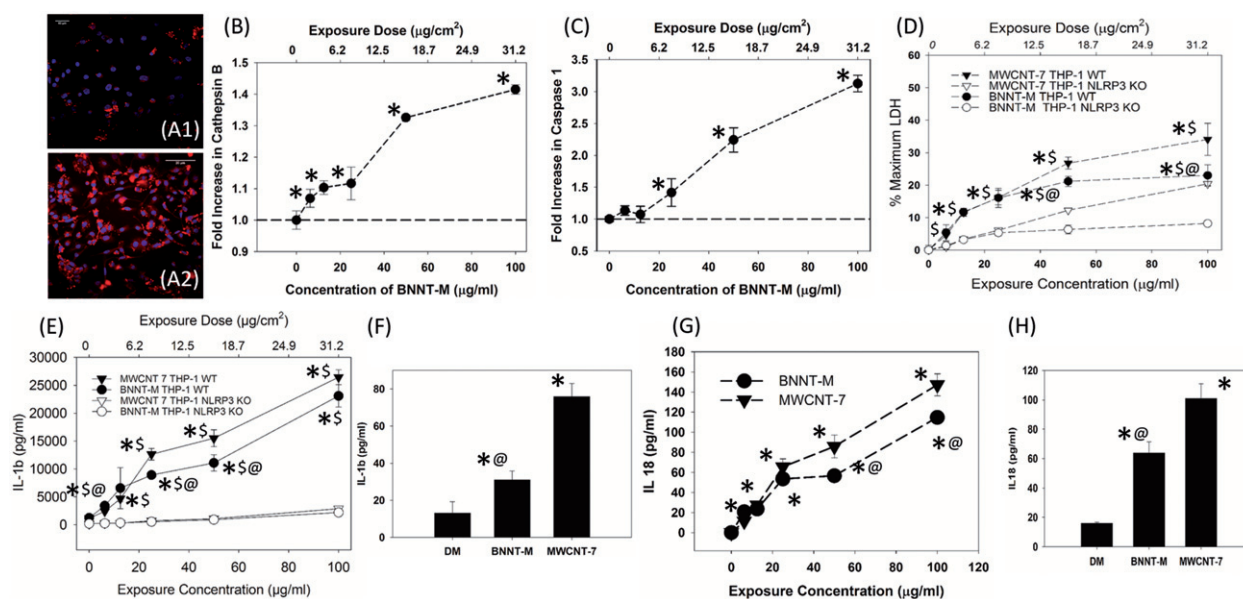 (A1)
(A2)
(B)
Exposure Dose (µg/cm²)
0 6.2 12.5 18.7 24.9 31.2
Fold Increase in Cathepsin B
1.5
1.4
1.3
1.2
1.1
1.0
0.9
* * * * * *
0 20 40 60 80 100
Concentration of BNNT-M (µg/ml)
(C)
Exposure Dose (µg/cm²)
0 6.2 12.5 18.7 24.9 31.2
Fold Increase in Caspase 1
3.5
3.0
2.5
2.0
1.5
1.0
0.5
* * *
0 20 40 60 80 100
Concentration of BNNT-M (µg/ml)
(D)
Exposure Dose (µg/cm²)
0 6.2 12.5 18.7 24.9 31.2
MWCNT-7 THP-1 WT
MWCNT-7 THP-1 NLRP3 KO
BNNT-M THP-1 WT
BNNT-M THP-1 NLRP3 KO
% Maximum LDH
60
50
40
30
20
10
0
$
*$
*$
*$
*$@
*$
*$@
0 20 40 60 80 100
Exposure Concentration (µg/ml)
(E)
Exposure Dose (µg/cm²)
0 6.2 12.5 18.7 24.9 31.2
MWCNT 7 THP-1 WT
BNNT-M THP-1 WT
MWCNT 7 THP-1 NLRP3 KO
BNNT-M THP-1 NLRP3 KO
IL-1b (pg/ml)
30000
25000
20000
15000
10000
5000
0
*$@
*$
*$
*$@
*$
*$@
*$
*$
0 20 40 60 80 100
Exposure Concentration (µg/ml)
(F)
IL-1b (pg/ml)
80
60
40
20
0
*@
*
DM BNNT-M MWCNT-7
(G)
BNNT-M
MWCNT-7
IL 18 (pg/ml)
180
160
140
120
100
80
60
40
20
0
*
*
*
*
*
*@
*
*@
0 20 40 60 80 100 120
Exposure Concentration (µg/ml)
(H)
IL18 (pg/ml)
120
100
80
60
40
20
0
*@
*
DM BNNT-M MWCNT-7